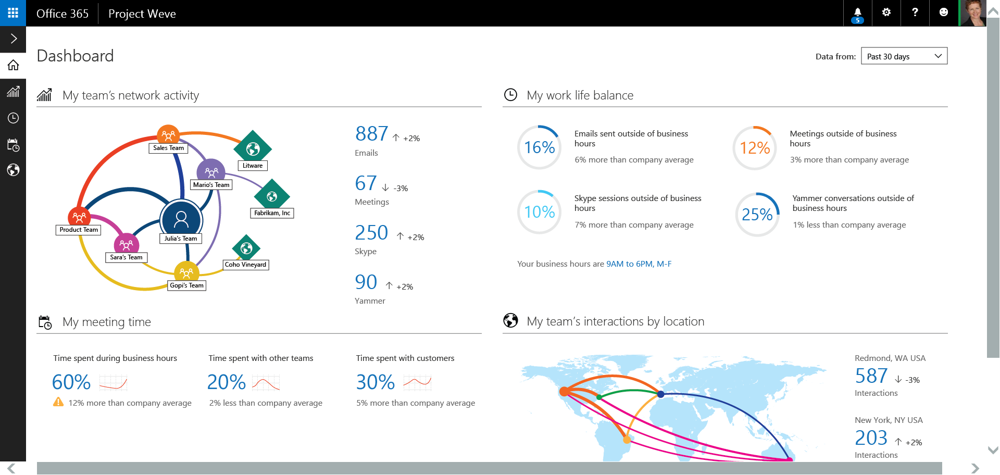 Office 365
Project Weve
5
?
Dashboard
Data from:
Past 30 days
My team's network activity
Sales Team
Litware
Mario's Team
Fabrikam, Inc
Product Team
Julia's Team
Sara's Team
Coho Vineyard
Gopi's Team
887 ↑ +2%
Emails
67 ↓ -3%
Meetings
250 ↑ +2%
Skype
90 ↑ +2%
Yammer
My work life balance
16%
Emails sent outside of business
hours
6% more than company average
12%
Meetings outside of business
hours
3% more than company average
10%
Skype sessions outside of business
hours
7% more than company average
25%
Yammer conversations outside of
business hours
1% less than company average
Your business hours are 9AM to 6PM, M-F
My meeting time
Time spent during business hours
60%
12% more than company average
Time spent with other teams
20%
2% less than company average
Time spent with customers
30%
5% more than company average
My team's interactions by location
Redmond, WA USA
587 ↓ -3%
Interactions
New York, NY USA
203 ↑ +2%
Interactions